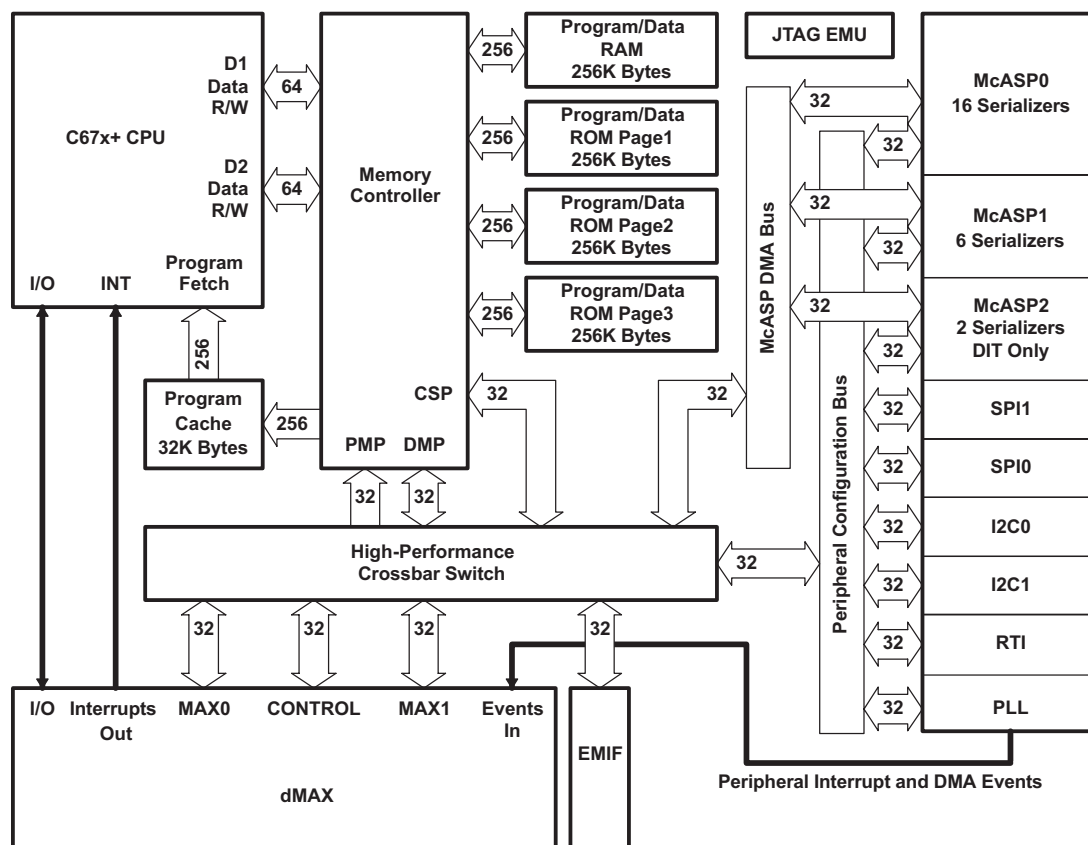 C67x+ CPU
D1
Data
R/W
D2
Data
R/W
I/O
INT
Program
Fetch
64
64
256
Program
Cache
32K Bytes
256
Memory
Controller
CSP
PMP
DMP
32
32
32
256
Program/Data
RAM
256K Bytes
256
Program/Data
ROM Page1
256K Bytes
256
Program/Data
ROM Page2
256K Bytes
256
Program/Data
ROM Page3
256K Bytes
JTAG EMU
McASP DMA Bus
32
Peripheral Configuration Bus
32
32
32
32
32
32
32
32
32
32
32
32
32
McASP0
16 Serializers
McASP1
6 Serializers
McASP2
2 Serializers
DIT Only
SPI1
SPI0
I2C0
I2C1
RTI
PLL
High-Performance
Crossbar Switch
32
32
32
32
I/O
Interrupts
Out
MAX0
CONTROL
MAX1
Events
In
dMAX
EMIF
Peripheral Interrupt and DMA Events